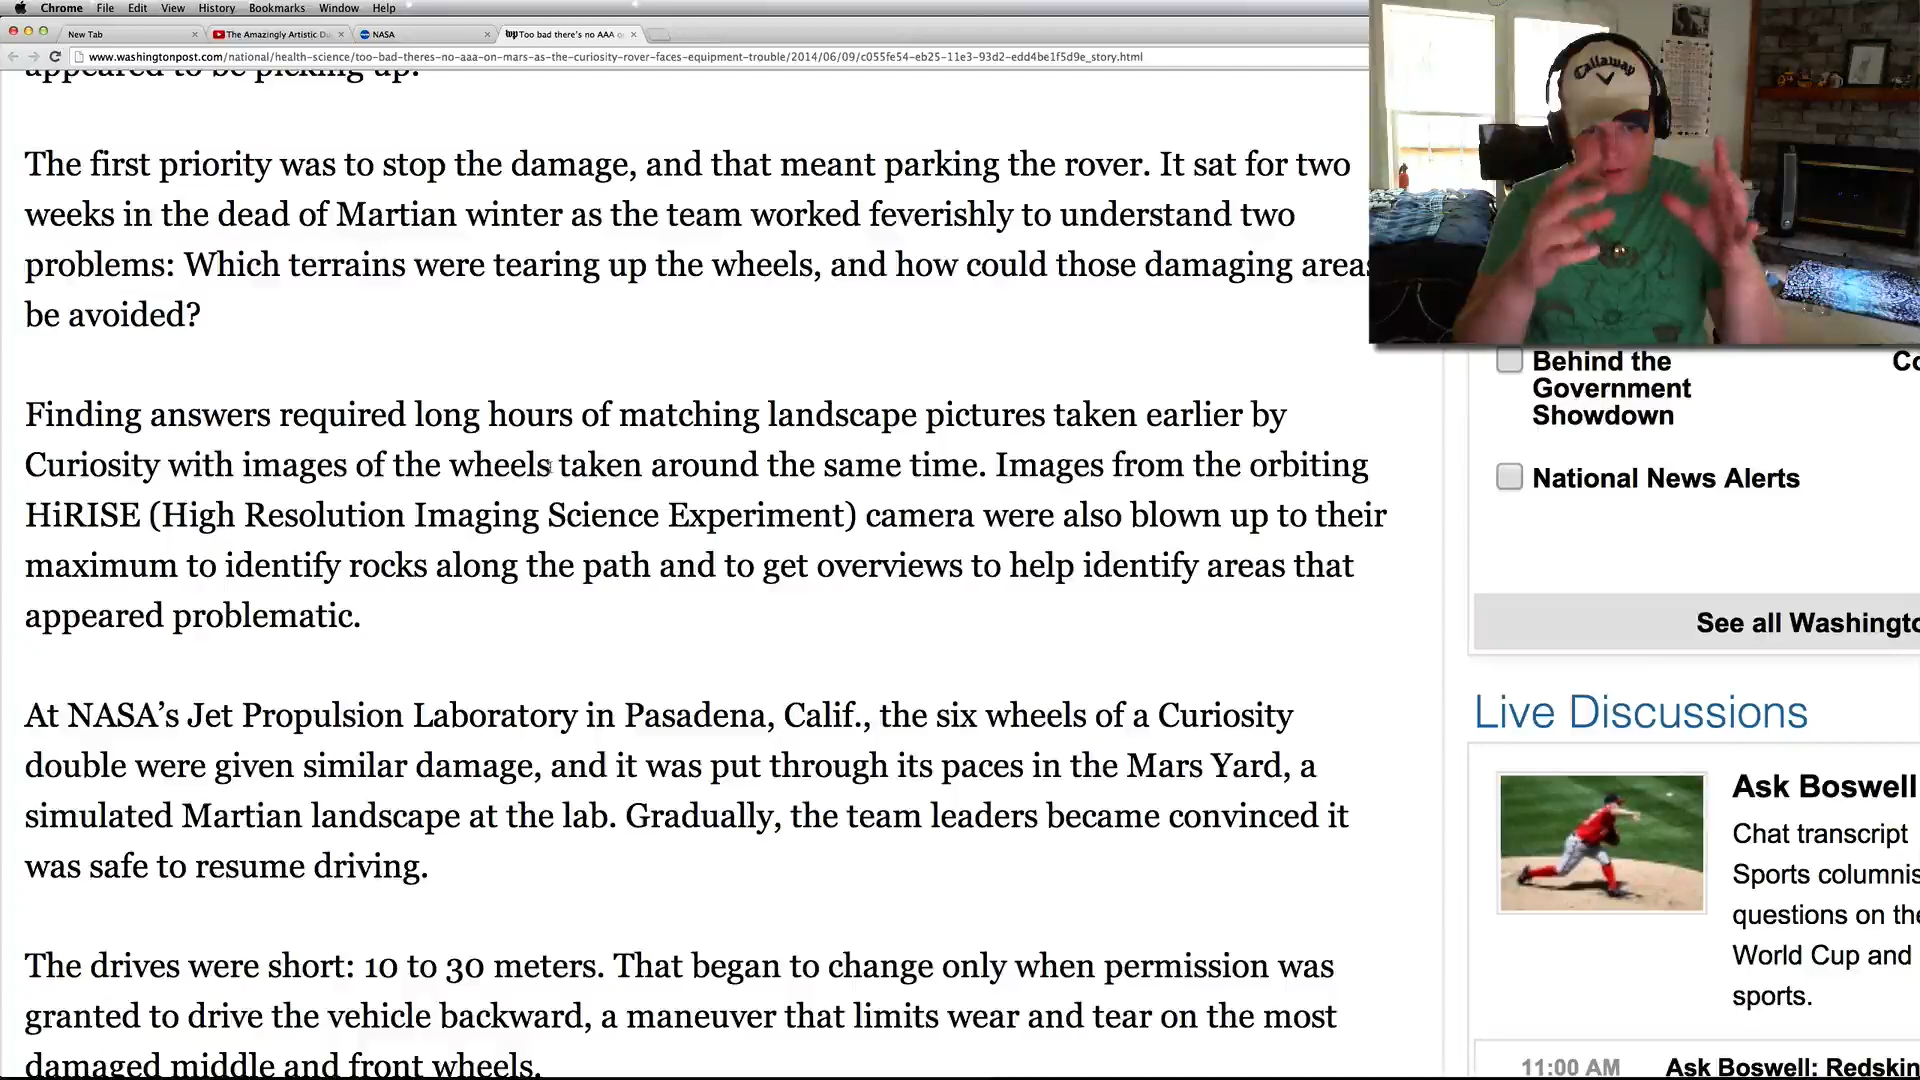 Chrome File Edit View History Bookmarks Window Help
New Tab
The Amazingly Artistic Du
NASA
wp Too bad there's no AAA o
www.washingtonpost.com/national/health-science/too-bad-theres-no-aaa-on-mars-as-the-curiosity-rover-faces-equipment-trouble/2014/06/09/c055fe54-eb25-11e3-93d2-edd4be1f5d9e_story.html
Callaway
appeared to be picking up?
The first priority was to stop the damage, and that meant parking the rover. It sat for two
weeks in the dead of Martian winter as the team worked feverishly to understand two
problems: Which terrains were tearing up the wheels, and how could those damaging areas
be avoided?
Finding answers required long hours of matching landscape pictures taken earlier by
Curiosity with images of the wheels taken around the same time. Images from the orbiting
HiRISE (High Resolution Imaging Science Experiment) camera were also blown up to their
maximum to identify rocks along the path and to get overviews to help identify areas that
appeared problematic.
At NASA’s Jet Propulsion Laboratory in Pasadena, Calif., the six wheels of a Curiosity
double were given similar damage, and it was put through its paces in the Mars Yard, a
simulated Martian landscape at the lab. Gradually, the team leaders became convinced it
was safe to resume driving.
The drives were short: 10 to 30 meters. That began to change only when permission was
granted to drive the vehicle backward, a maneuver that limits wear and tear on the most
damaged middle and front wheels.
Behind the
Government
Showdown
Co
National News Alerts
See all Washingto
Live Discussions
Ask Boswell
Chat transcript
Sports columnis
questions on the
World Cup and
sports.
11:00 AM
Ask Boswell: Redskin